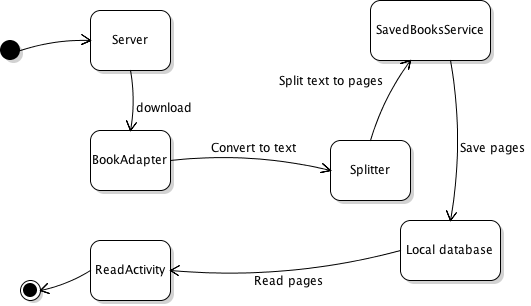 Server
SavedBooksService
download
Split text to pages
BookAdapter
Convert to text
Splitter
Save pages
Local database
ReadActivity
Read pages